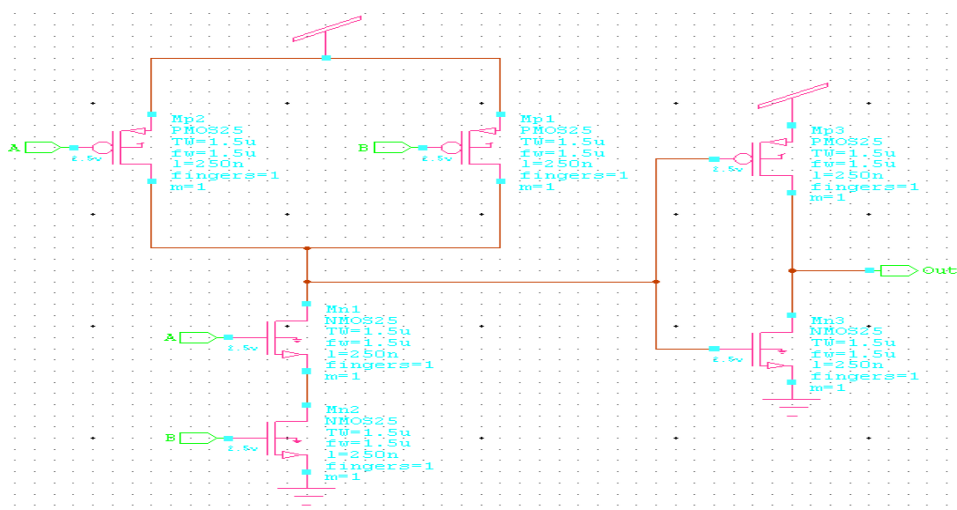 Mp2
PMOS25
TW=1.5u
fw=1.5u
l=250n
fingers=1
m=1
A
2.5v
Mp1
PMOS25
TW=1.5u
fw=1.5u
l=250n
fingers=1
m=1
B
2.5v
Mp3
PMOS25
TW=1.5u
fw=1.5u
l=250n
fingers=1
m=1
2.5v
Out
Mn1
NMOS25
TW=1.5u
fw=1.5u
l=250n
fingers=1
m=1
A
2.5v
Mn3
NMOS25
TW=1.5u
fw=1.5u
l=250n
fingers=1
m=1
2.5v
Mn2
NMOS25
TW=1.5u
fw=1.5u
l=250n
fingers=1
m=1
B
2.5v